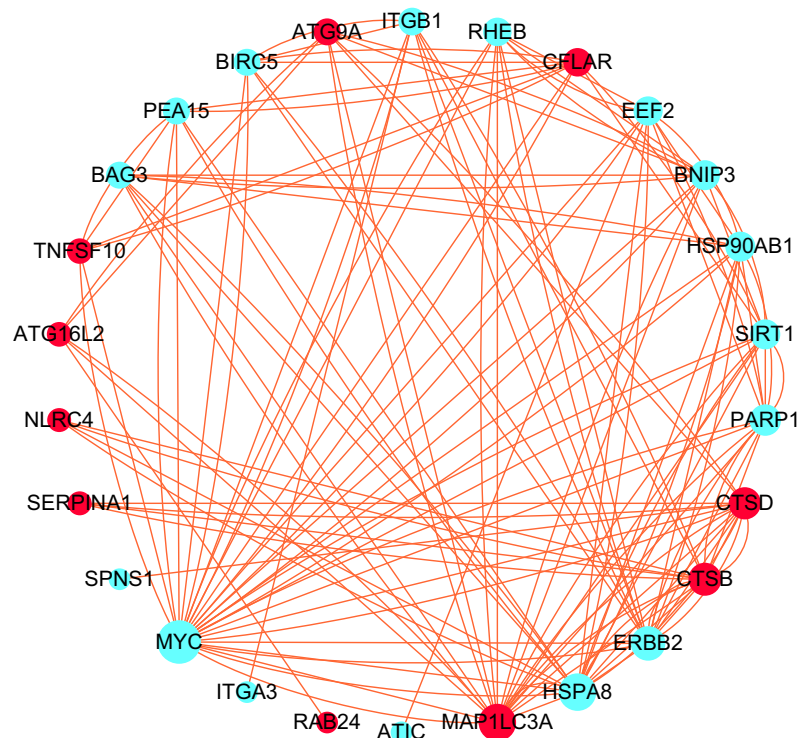 ITGB1
ATG9A
RHEB
BIRC5
CFLAR
PEA15
EEF2
BAG3
BNIP3
TNFSF10
HSP90AB1
ATG16L2
SIRT1
NLRC4
PARP1
SERPINA1
CTSD
SPNS1
CTSB
MYC
ERBB2
ITGA3
HSPA8
RAB24
MAP1LC3A
ATIC